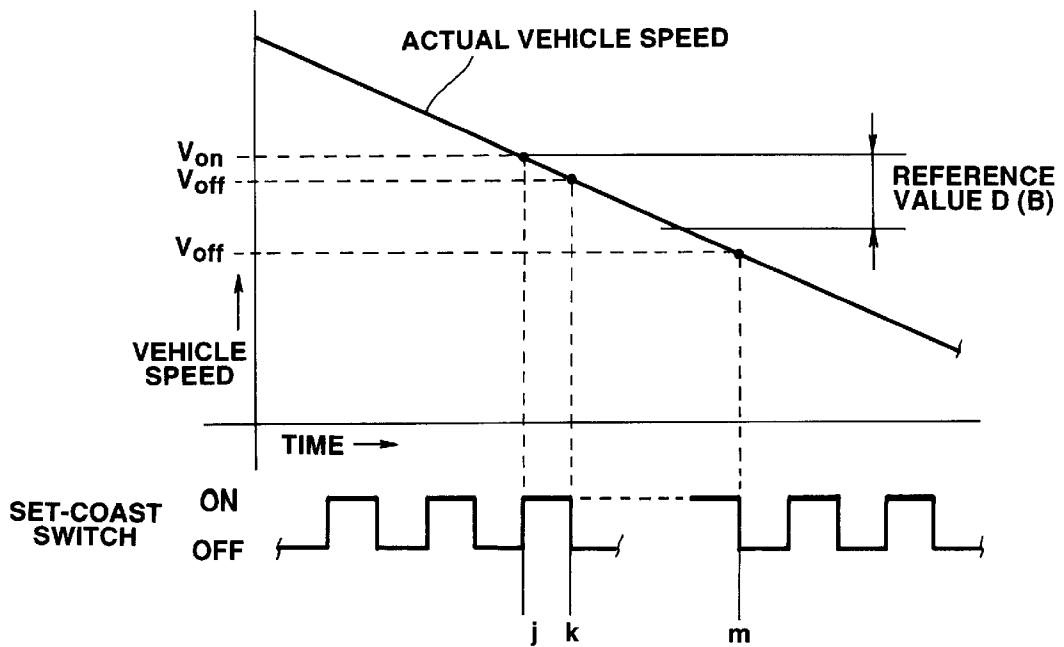 ACTUAL VEHICLE SPEED
Von
Voff
REFERENCE
VALUE D (B)
Voff
VEHICLE
SPEED
TIME
SET-COAST
SWITCH
ON
OFF
j
k
m